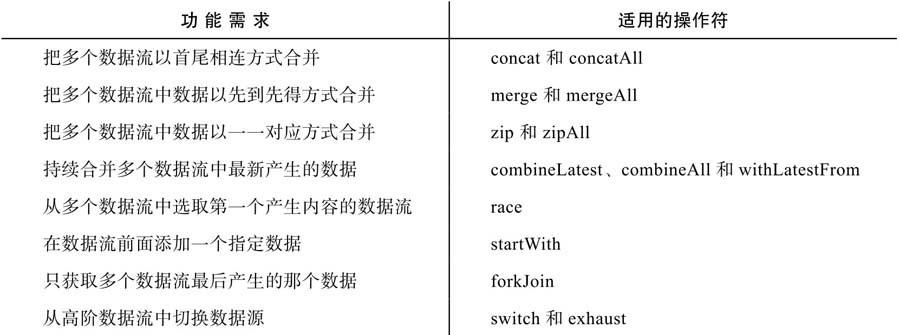 功能需求 适用的操作符
把多个数据流以首尾相连方式合并 concat 和 concatAll
把多个数据流中数据以先到先得方式合并 merge 和 mergeAll
把多个数据流中数据以一一对应方式合并 zip 和 zipAll
持续合并多个数据流中最新产生的数据 combineLatest、combineAll 和 withLatestFrom
从多个数据流中选取第一个产生内容的数据流 race
在数据流前面添加一个指定数据 startWith
只获取多个数据流最后产生的那个数据 forkJoin
从高阶数据流中切换数据源 switch 和 exhaust